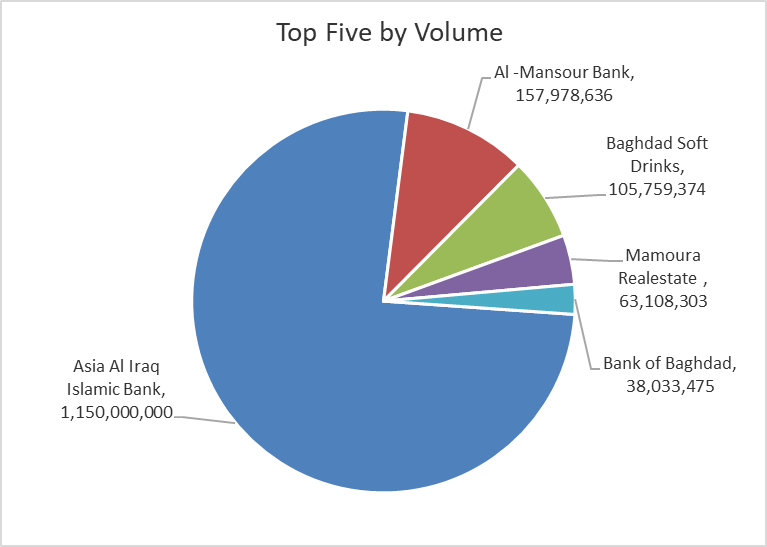 Top Five by Volume
Al -Mansour Bank,
157,978,636
Baghdad Soft
Drinks,
105,759,374
Mamoura
Realestate ,
63,108,303
Bank of Baghdad,
38,033,475
Asia Al Iraq
Islamic Bank,
1,150,000,000